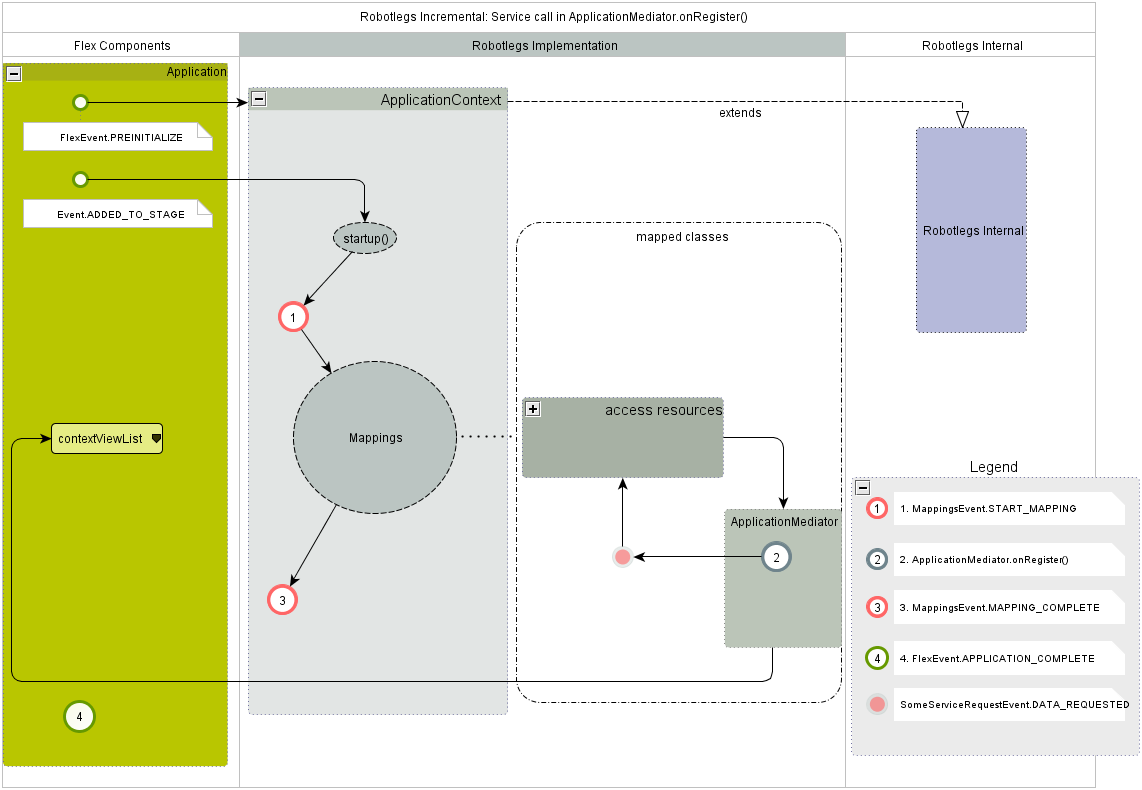 Robotlegs Incremental: Service call in ApplicationMediator.onRegister()
Flex Components
Robotlegs Implementation
Robotlegs Internal
Application
FlexEvent.PREINITIALIZE
Event.ADDED_TO_STAGE
contextViewList
4
ApplicationContext
extends
startup()
1
Mappings
3
mapped classes
access resources
ApplicationMediator
2
Robotlegs Internal
Legend
1 1. MappingsEvent.START_MAPPING
2 2. ApplicationMediator.onRegister()
3 3. MappingsEvent.MAPPING_COMPLETE
4 4. FlexEvent.APPLICATION_COMPLETE
SomeServiceRequestEvent.DATA_REQUESTED